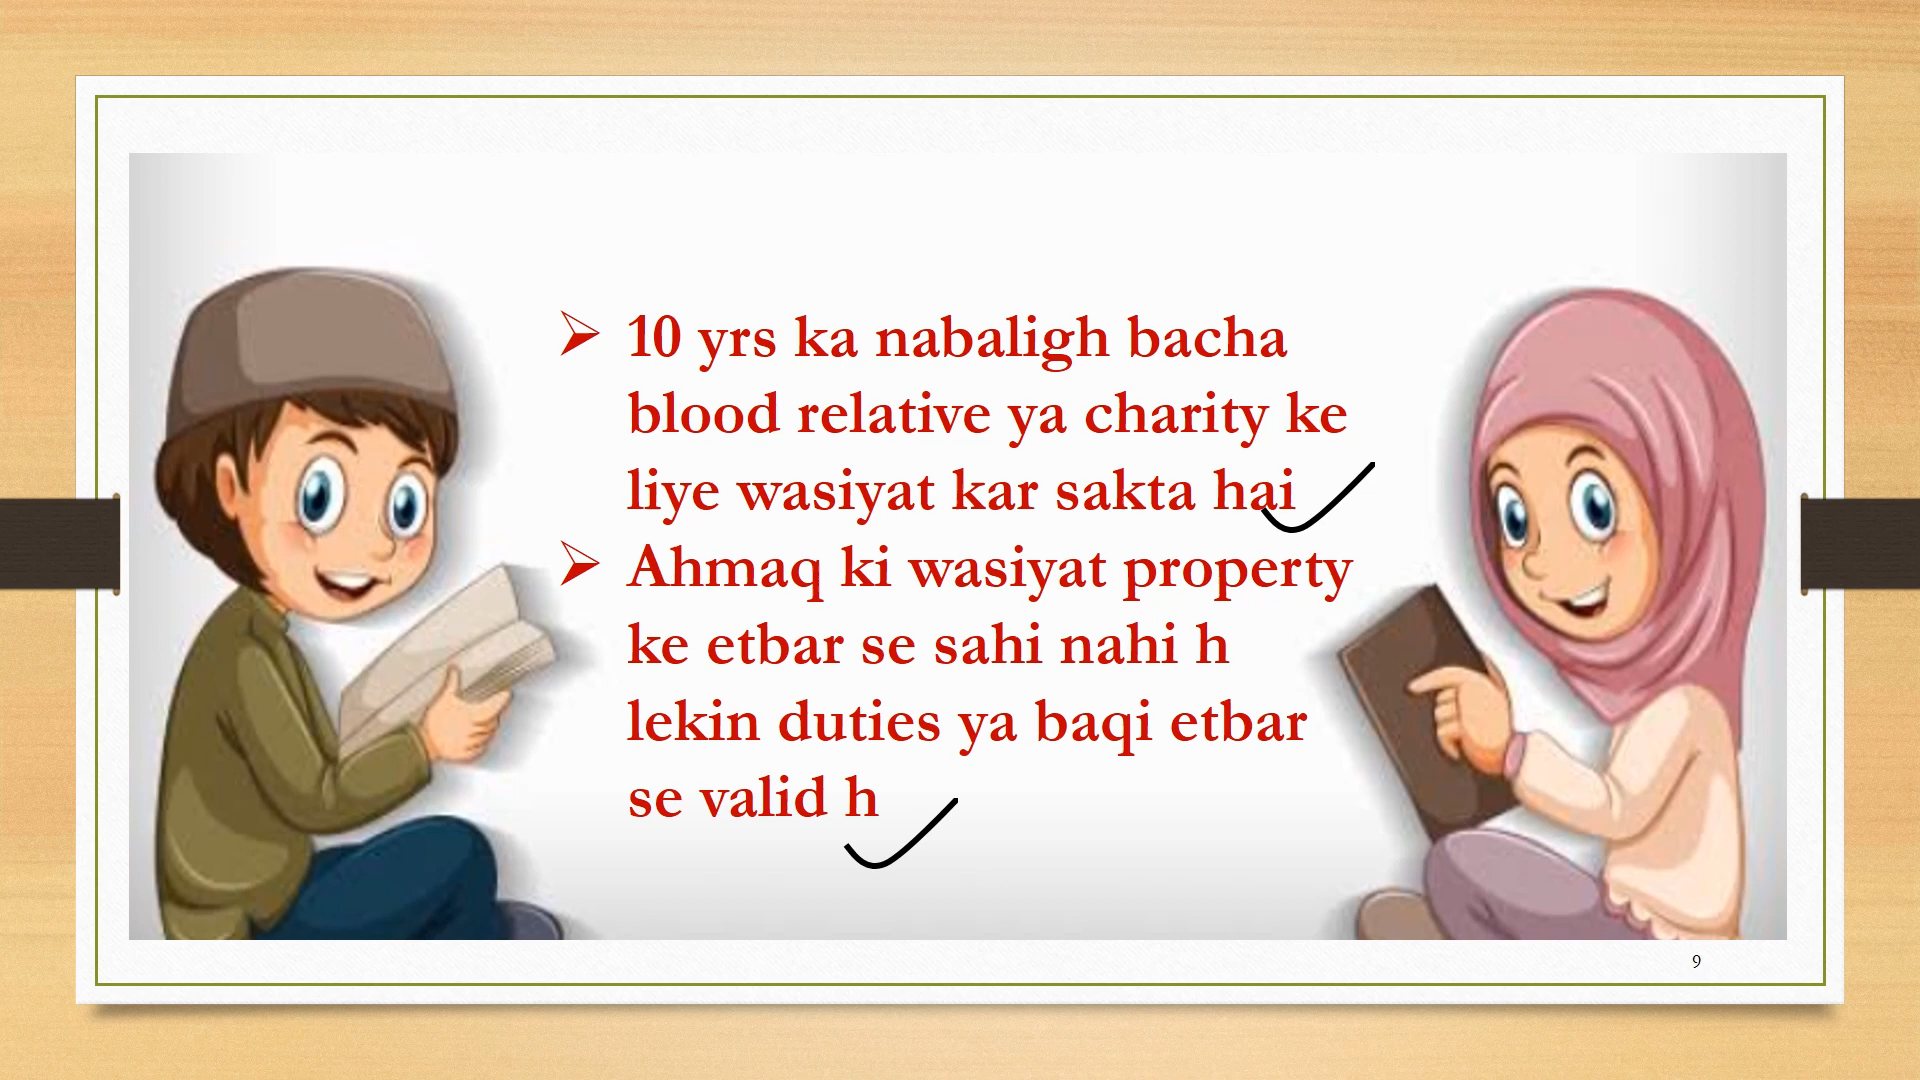 ➢ 10 yrs ka nabaligh bacha
blood relative ya charity ke
liye wasiyat kar sakta hai
➢ Ahmaq ki wasiyat property
ke etbar se sahi nahi h
lekin duties ya baqi etbar
se valid h
9